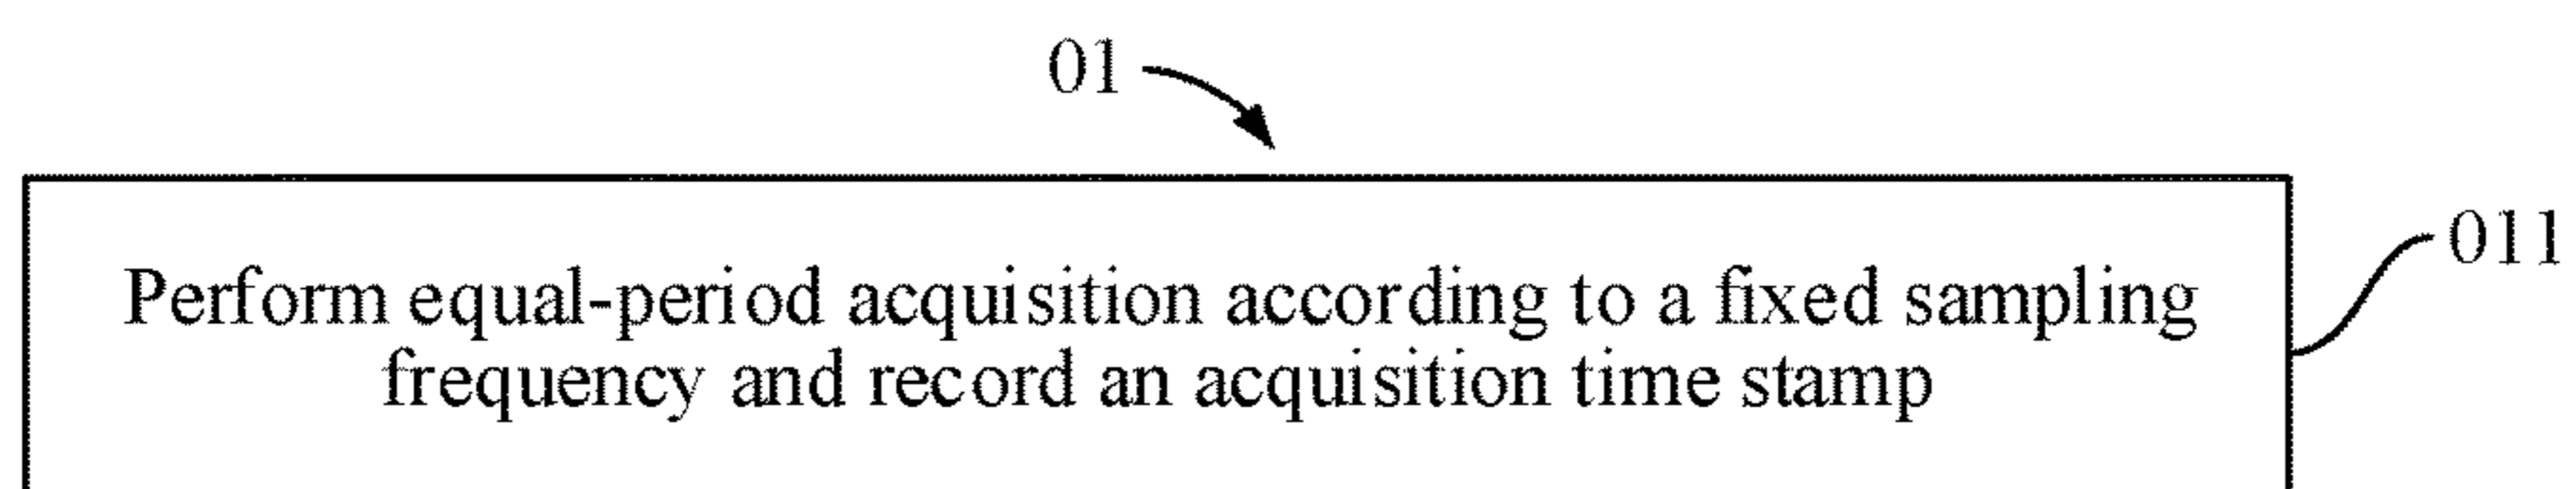 01
011
Perform equal-period acquisition according to a fixed sampling
frequency and record an acquisition time stamp